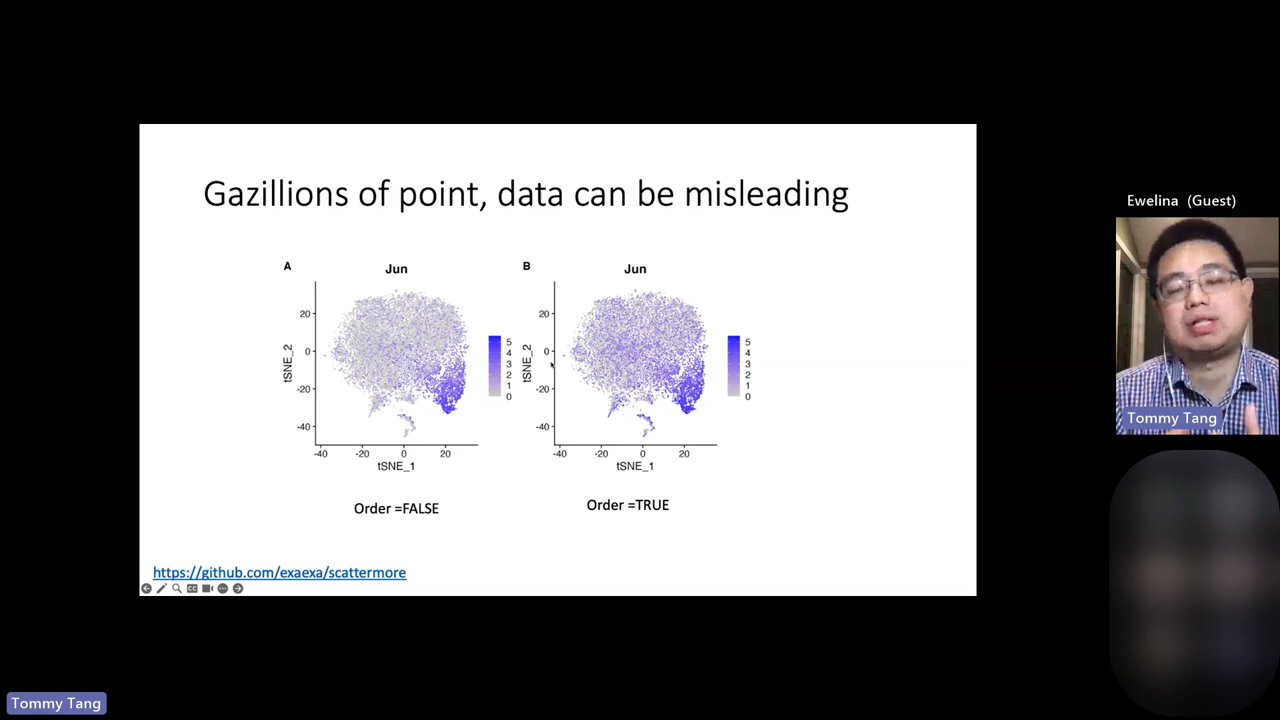 Gazillions of point, data can be misleading
A
Jun
20
0
-20
-40
tSNE_2
-40
-20
0
20
tSNE_1
5
4
3
2
1
0
Order =FALSE
B
Jun
20
0
-20
-40
tSNE_2
-40
-20
0
20
tSNE_1
5
4
3
2
1
0
Order =TRUE
https://github.com/exaexa/scattermore
Ewelina (Guest)
Tommy Tang
Tommy Tang